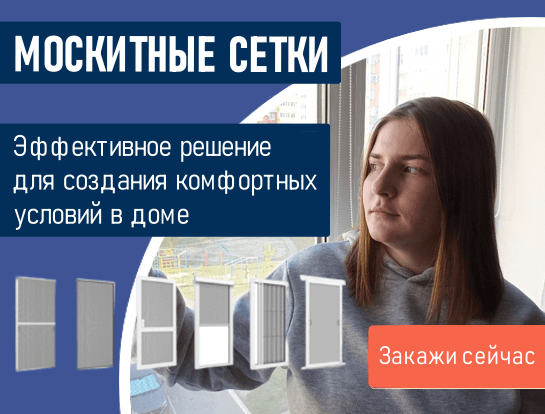 МОСКИТНЫЕ СЕТКИ
Эффективное решение
для создания комфортных
условий в доме
Закажи сейчас